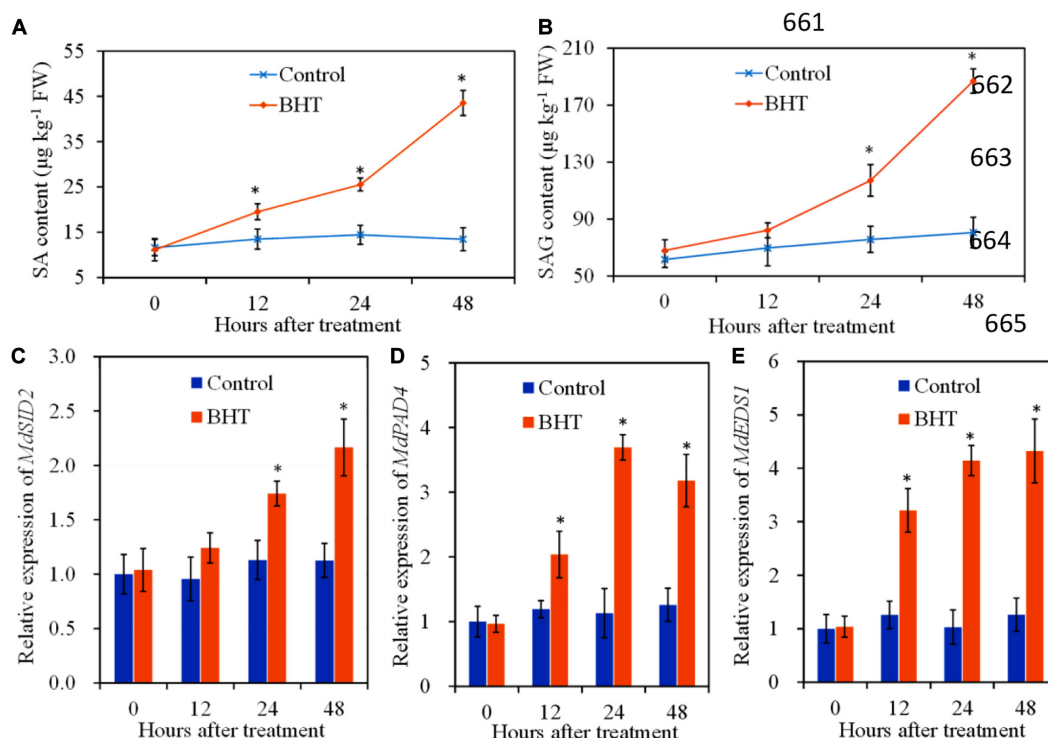 A
SA content (µg kg⁻¹ FW)
55
45
35
25
15
5
Control
BHT
*
*
*
0 12 24 48
Hours after treatment
B
661
SAG content (µg kg⁻¹ FW)
210
170
130
90
50
Control
BHT
*
*
662
663
664
0 12 24 48
Hours after treatment
665
C
Relative expression of MdSID2
3.0
2.5
2.0
1.5
1.0
0.5
0.0
Control
BHT
*
*
0 12 24 48
Hours after treatment
D
Relative expression of MdPAD4
5
4
3
2
1
0
Control
BHT
*
*
*
0 12 24 48
Hours after treatment
E
Relative expression of MdEDS1
6
5
4
3
2
1
0
Control
BHT
*
*
*
0 12 24 48
Hours after treatment